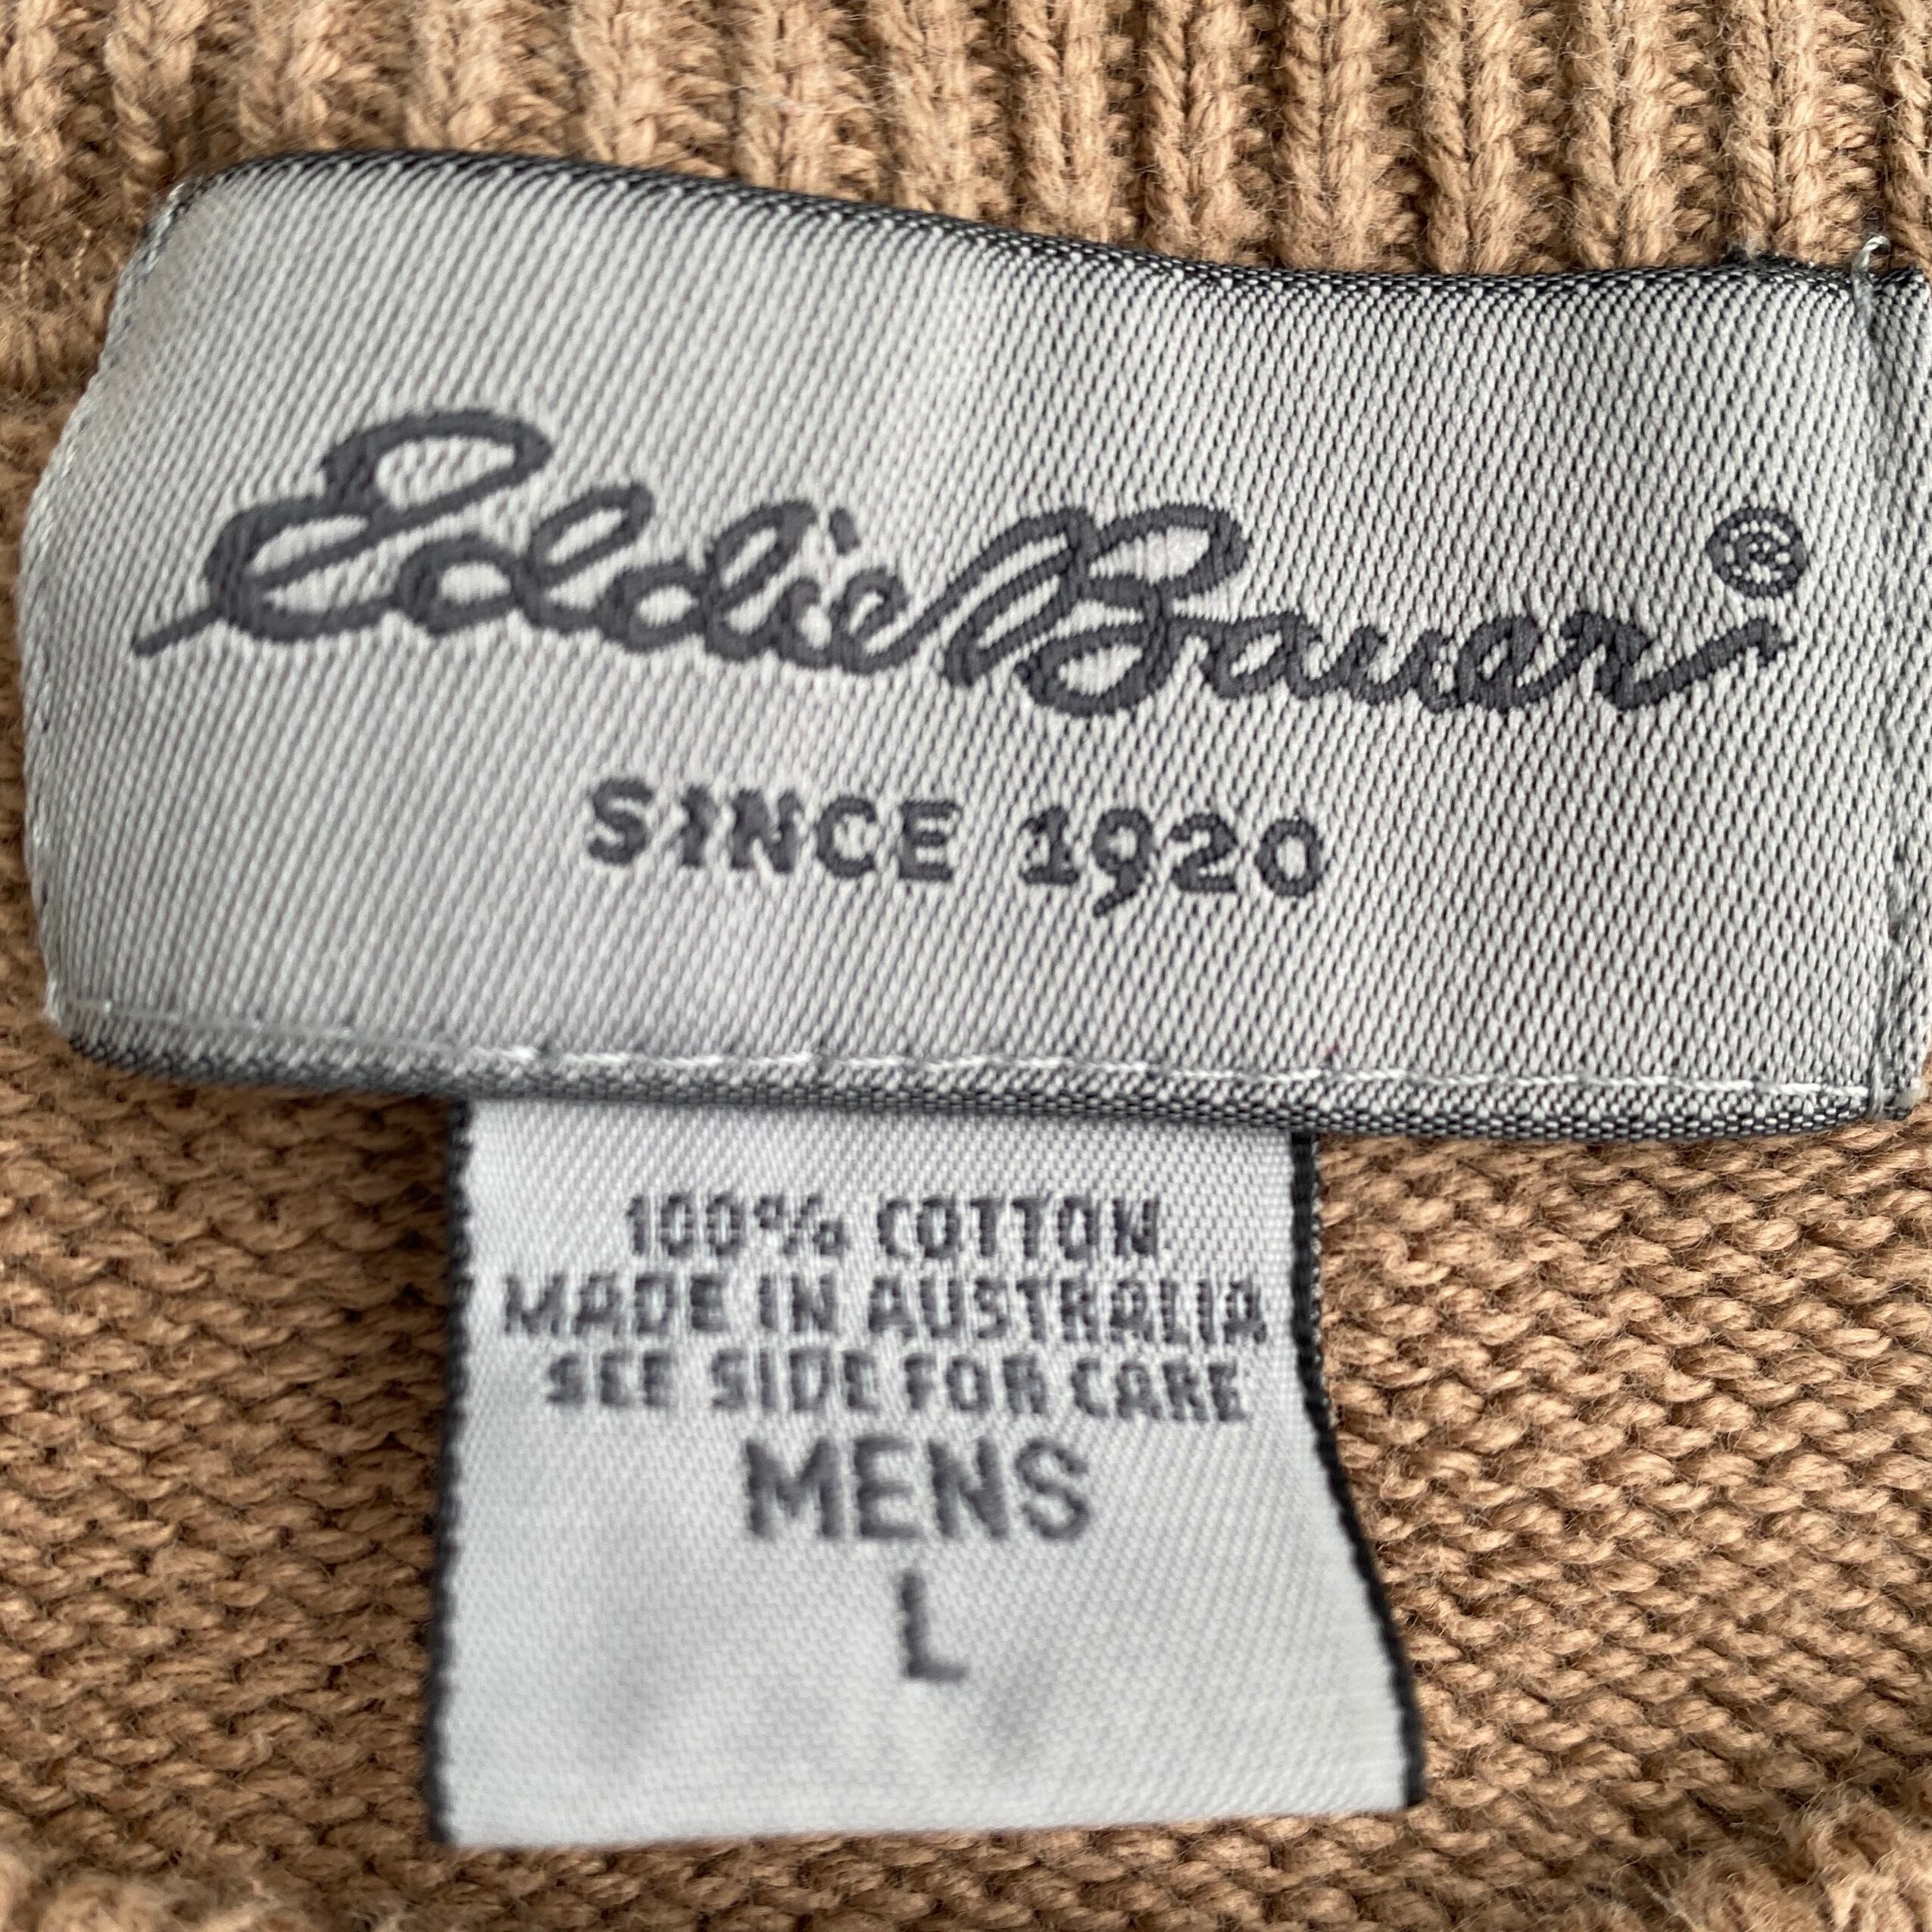 Eddie Bauer®
SINCE 1920
100% COTTON
MADE IN AUSTRALIA
SEE SIDE FOR CARE
MENS
L